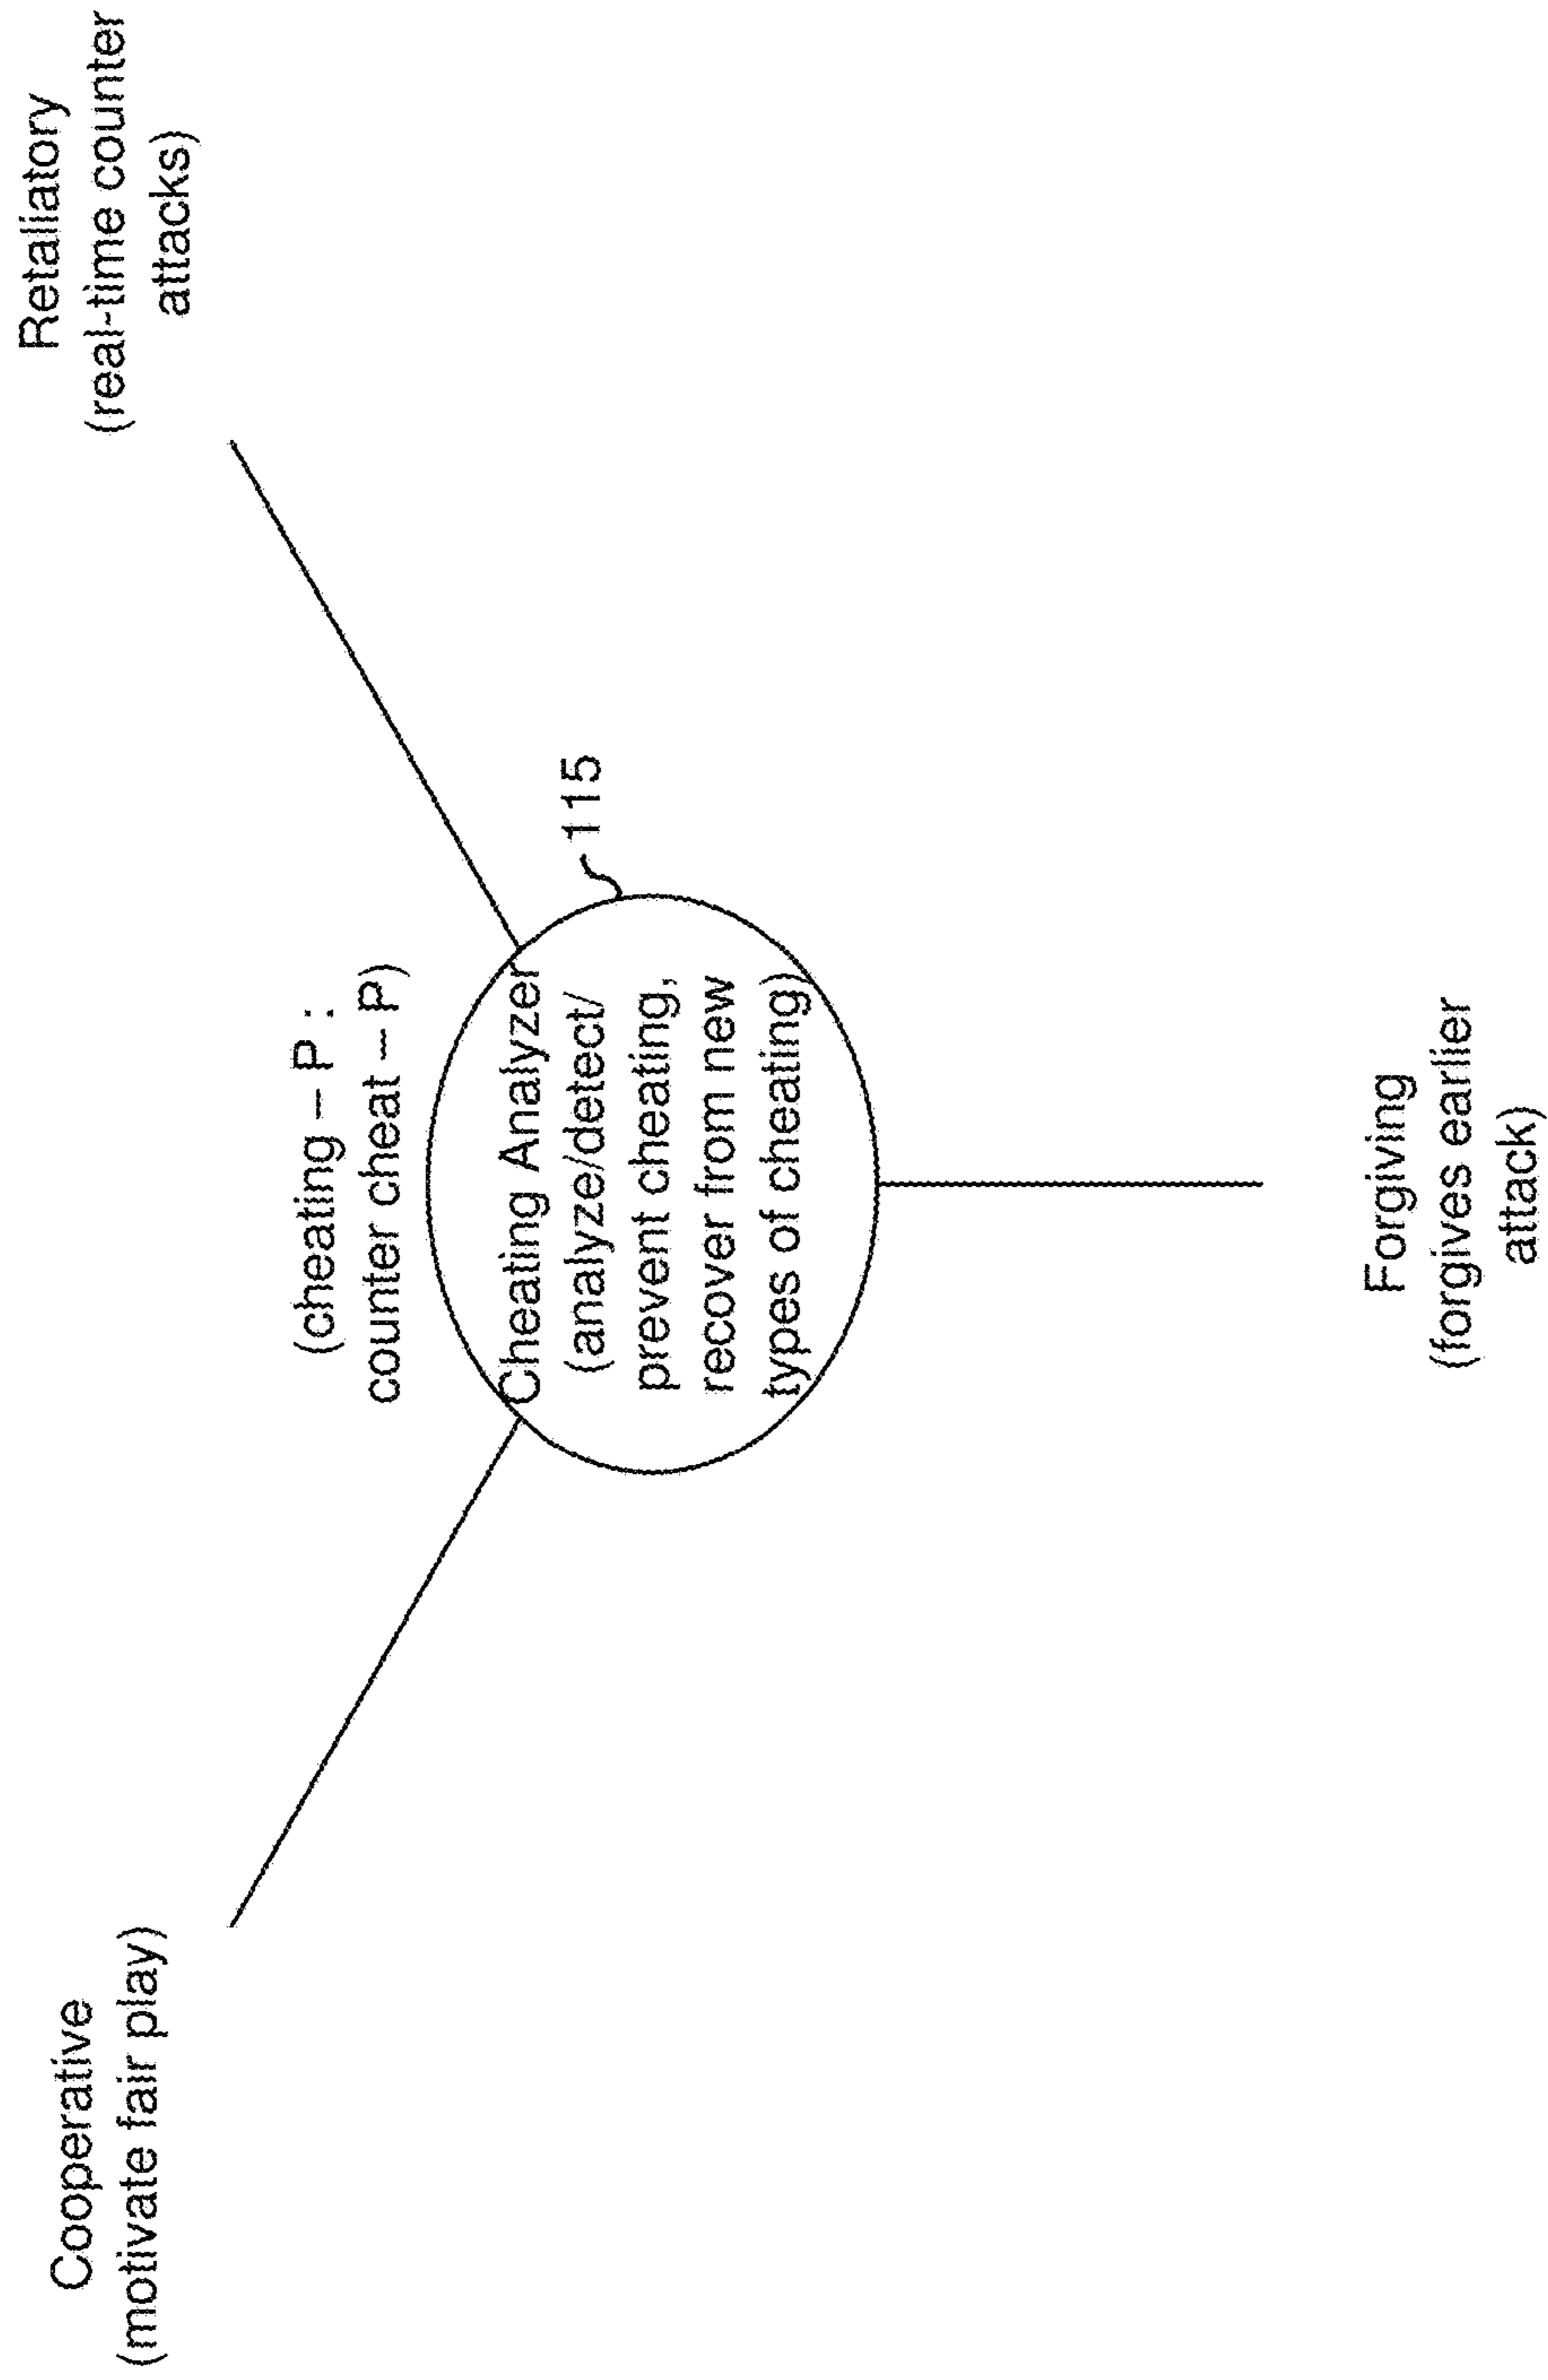 Cooperative
(motivate fair play)
Retaliatory
(real-time counter
attacks)
(cheating – P :
counter cheat – P)
115
Cheating Analyzer
(analyze/detect/
prevent cheating,
recover from new
types of cheating)
Forgiving
(forgives earlier
attack)